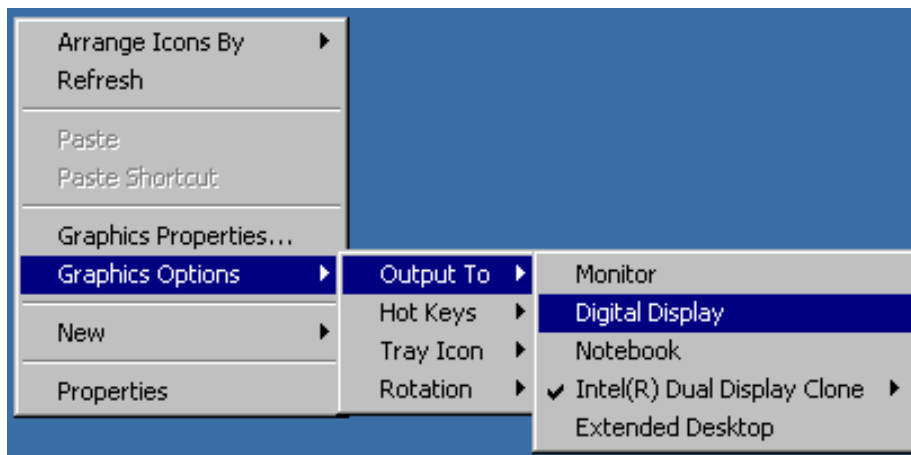 Arrange Icons By
Refresh
Paste
Paste Shortcut
Graphics Properties...
Graphics Options
New
Properties
Output To
Hot Keys
Tray Icon
Rotation
Monitor
Digital Display
Notebook
Intel(R) Dual Display Clone
Extended Desktop